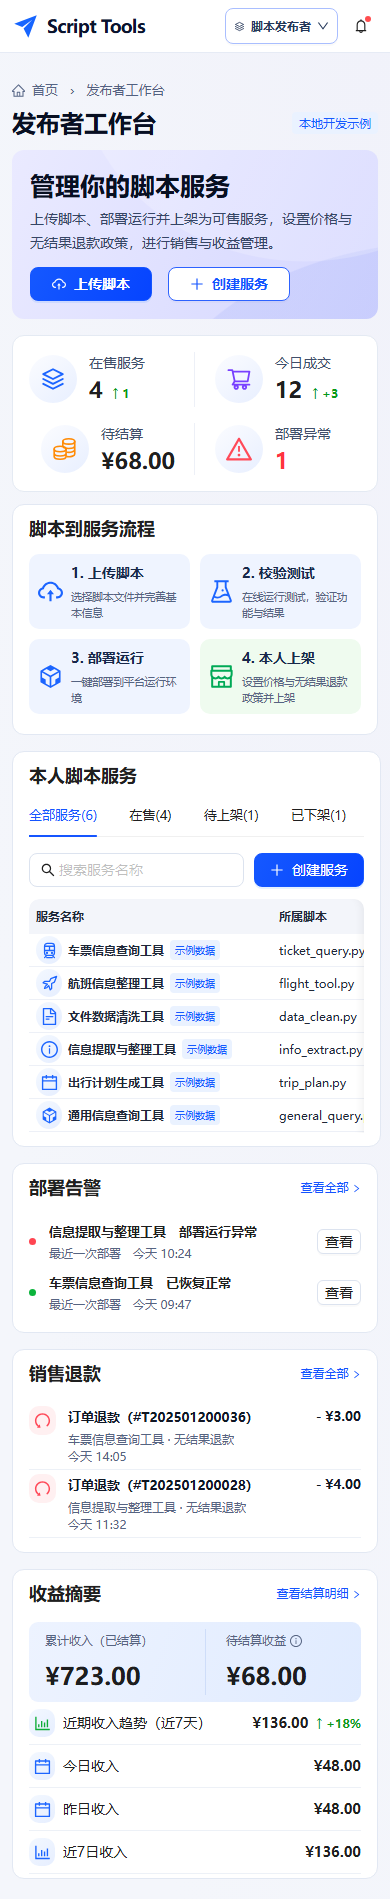 Script Tools
脚本发布者
首页 › 发布者工作台
发布者工作台
本地开发示例
管理你的脚本服务
上传脚本、部署运行并上架为可售服务，设置价格与
无结果退款政策，进行销售与收益管理。
上传脚本
创建服务
在售服务
4 ↑1
今日成交
12 ↑+3
待结算
¥68.00
部署异常
1
脚本到服务流程
1. 上传脚本
选择脚本文件并完善基
本信息
2. 校验测试
在线运行测试，验证功
能与结果
3. 部署运行
一键部署到平台运行环
境
4. 本人上架
设置价格与无结果退款
政策并上架
本人脚本服务
全部服务(6) 在售(4) 待上架(1) 已下架(1)
搜索服务名称
创建服务
服务名称 所属脚本
车票信息查询工具 示例数据 ticket_query.py
航班信息整理工具 示例数据 flight_tool.py
文件数据清洗工具 示例数据 data_clean.py
信息提取与整理工具 示例数据 info_extract.py
出行计划生成工具 示例数据 trip_plan.py
通用信息查询工具 示例数据 general_query.
部署告警
查看全部 >
信息提取与整理工具 部署运行异常
最近一次部署 今天 10:24
查看
车票信息查询工具 已恢复正常
最近一次部署 今天 09:47
查看
销售退款
查看全部 >
订单退款（#T202501200036） - ¥3.00
车票信息查询工具 · 无结果退款
今天 14:05
订单退款（#T202501200028） - ¥4.00
信息提取与整理工具 · 无结果退款
今天 11:32
收益摘要
查看结算明细 >
累计收入（已结算）
¥723.00
待结算收益
¥68.00
近期收入趋势（近7天） ¥136.00 ↑+18%
今日收入 ¥48.00
昨日收入 ¥48.00
近7日收入 ¥136.00